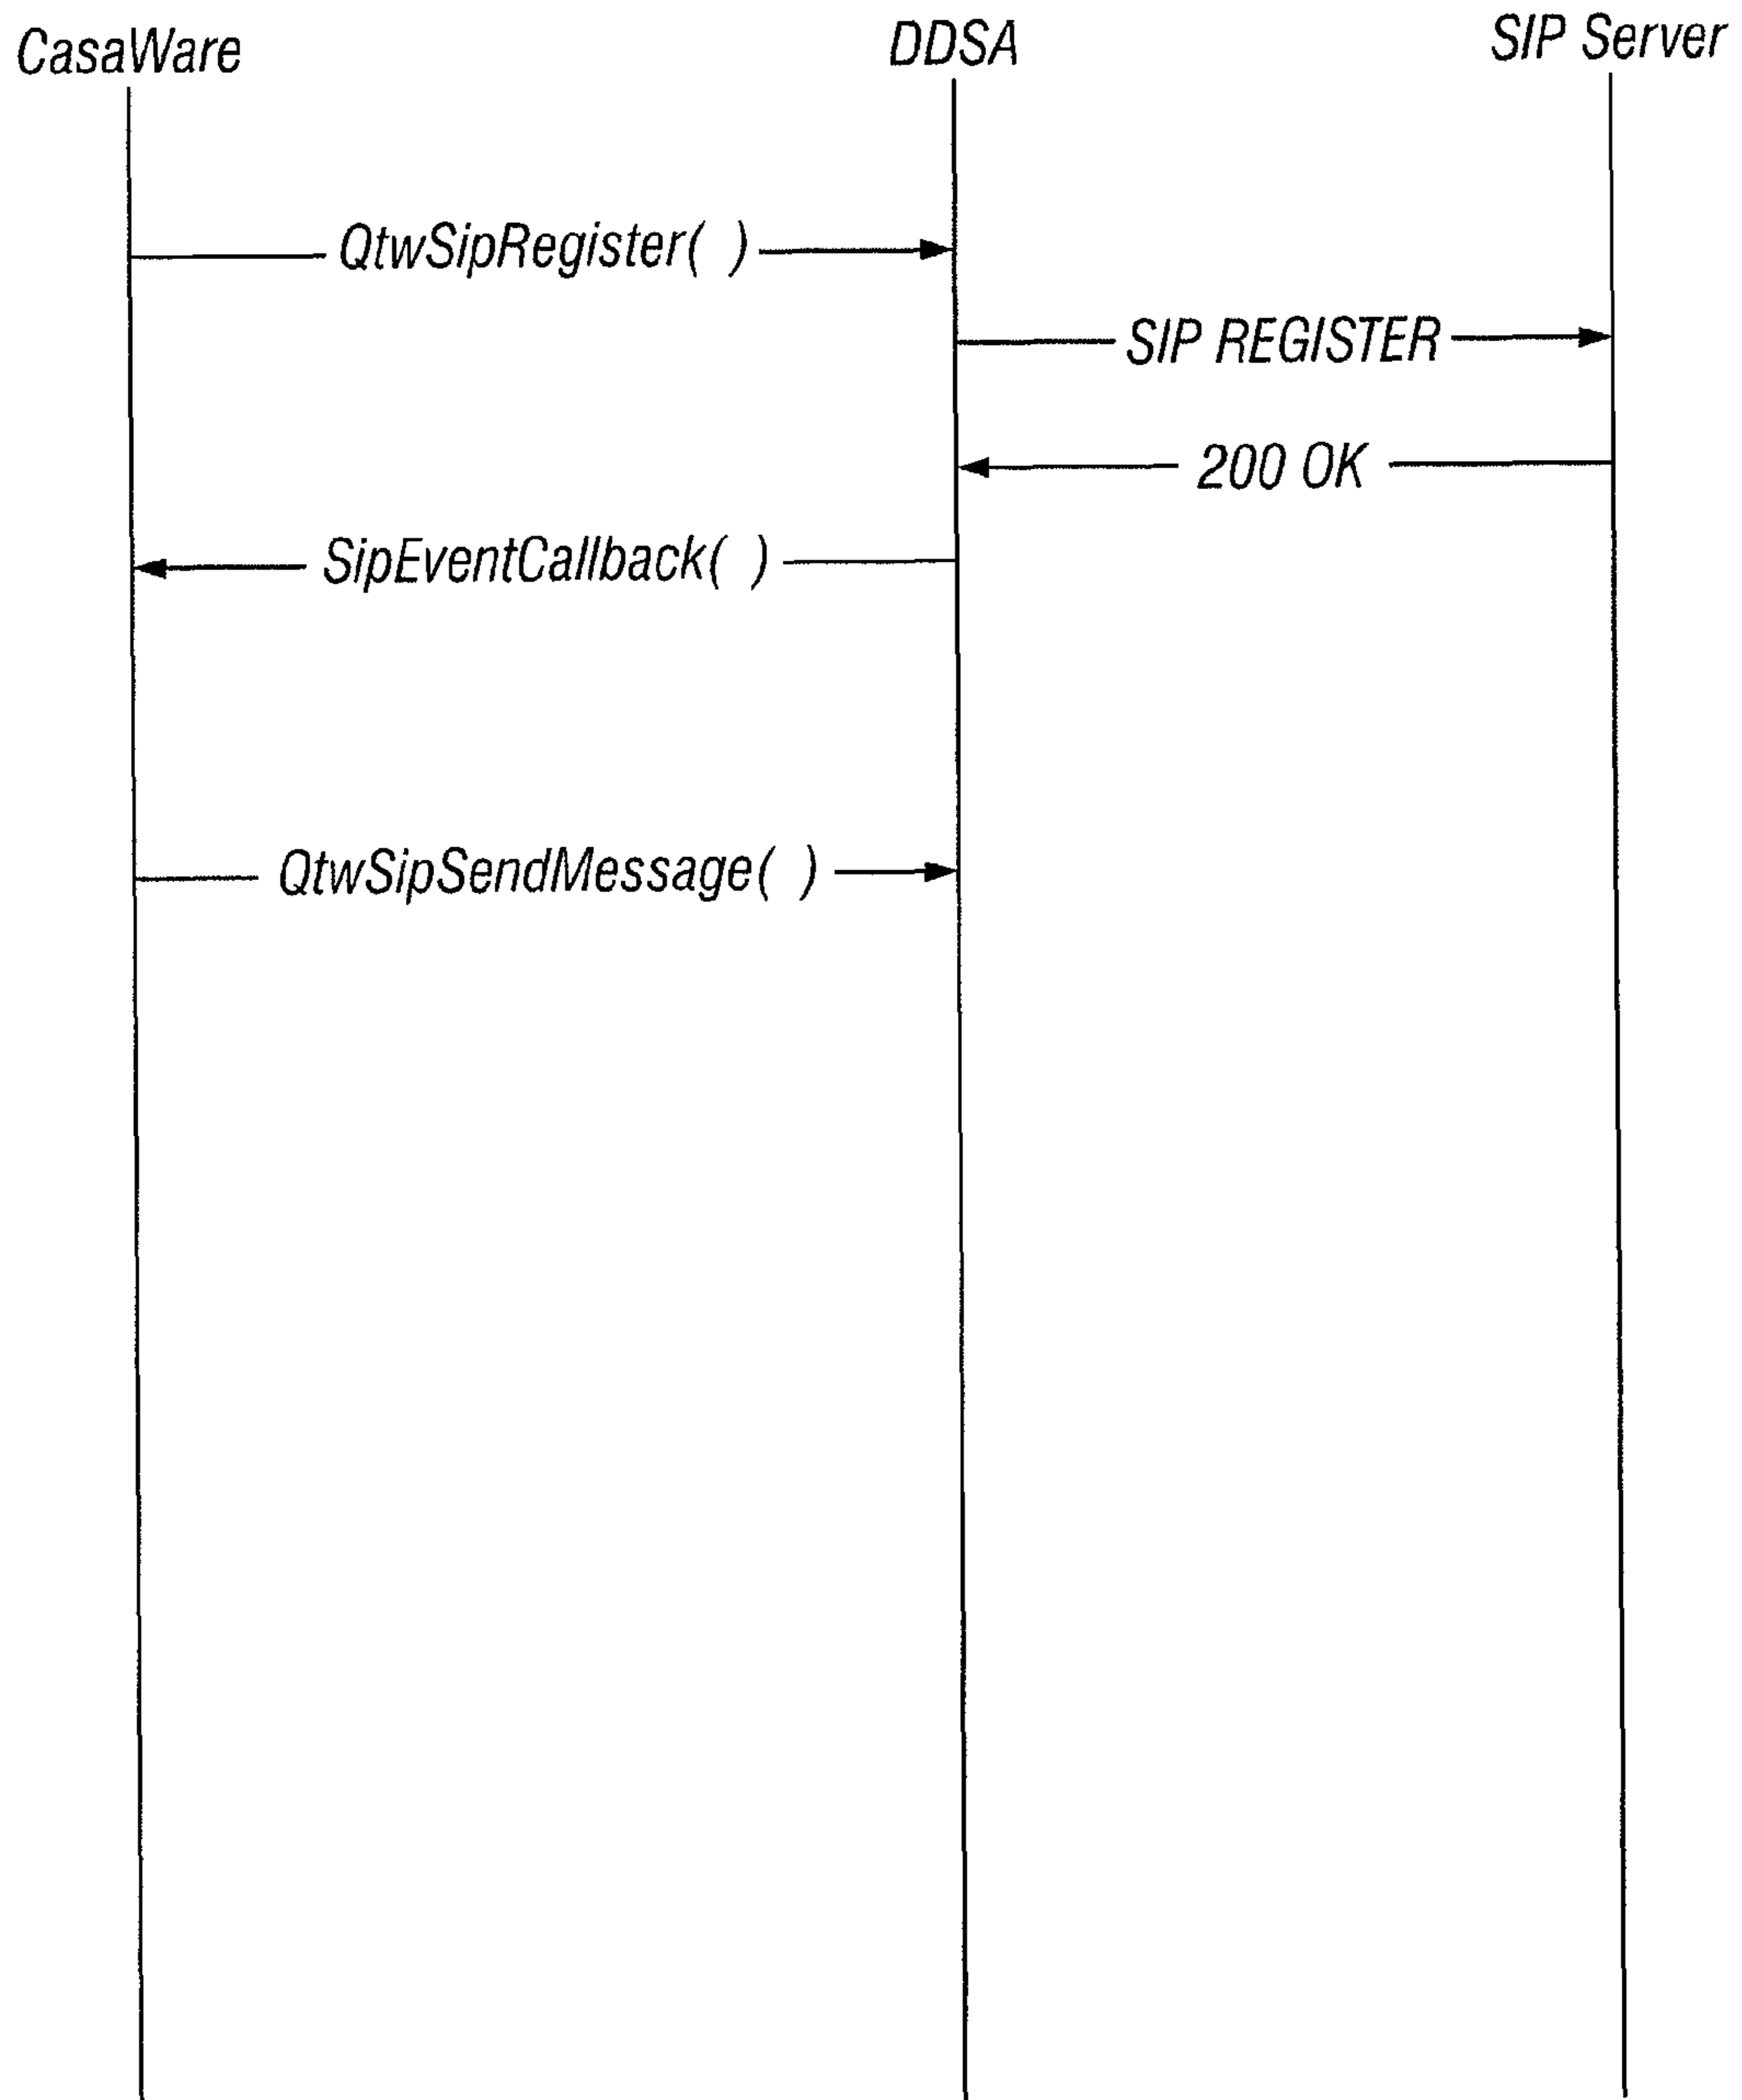 CasaWare
DDSA
SIP Server
QtwSipRegister( )
SIP REGISTER
200 OK
SipEventCallback( )
QtwSipSendMessage( )